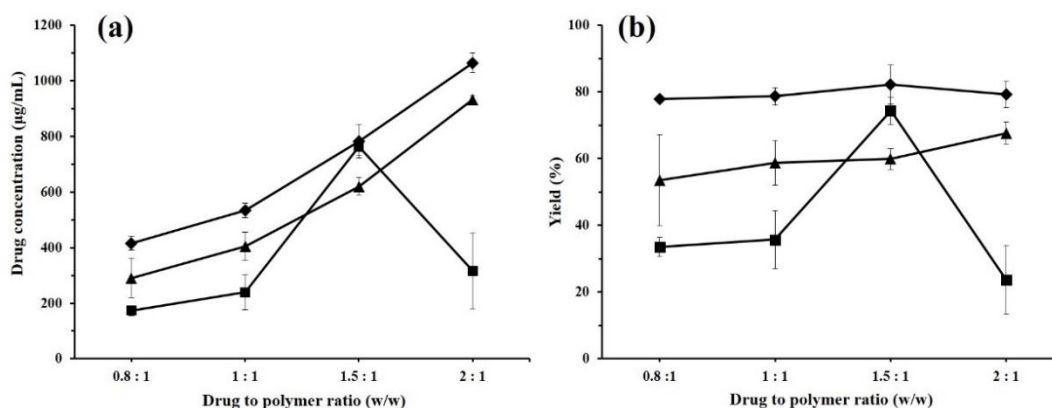 (a)
Drug concentration (μg/mL)
1200
1000
800
600
400
200
0
0.8 :1
1 : 1
1.5 : 1
2 : 1
Drug to polymer ratio (w/w)
(b)
Yield (%)
100
80
60
40
20
0
0.8 :1
1 : 1
1.5 : 1
2 : 1
Drug to polymer ratio (w/w)